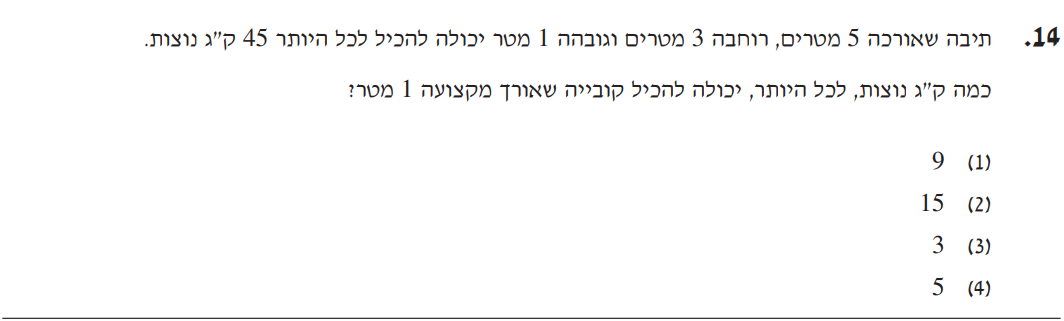 14. תיבה שאורכה 5 מטרים, רוחבה 3 מטרים וגובהה 1 מטר יכולה להכיל לכל היותר 45 ק"ג נוצות.
כמה ק"ג נוצות, לכל היותר, יכולה להכיל קובייה שאורך מקצועה 1 מטר?
(1) 9
(2) 15
(3) 3
(4) 5